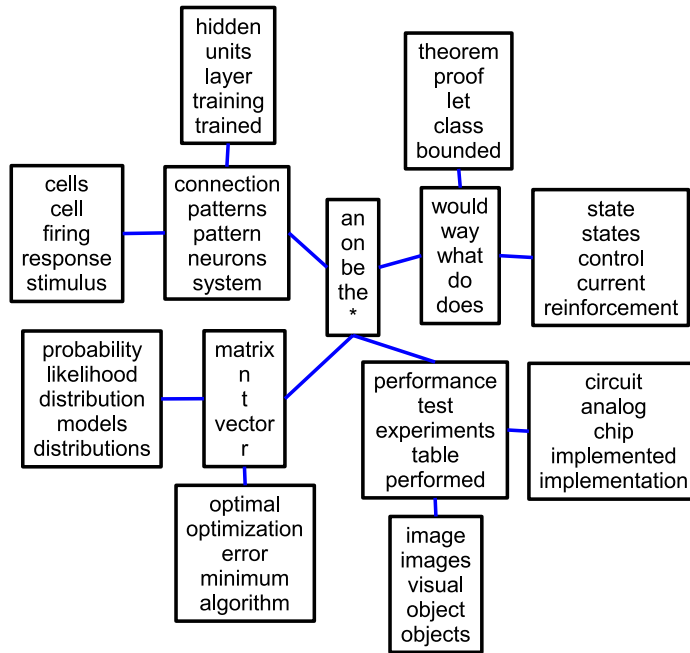 hidden
units
layer
training
trained
theorem
proof
let
class
bounded
cells
cell
firing
response
stimulus
connection
patterns
pattern
neurons
system
an
on
be
the
*
would
way
what
do
does
state
states
control
current
reinforcement
probability
likelihood
distribution
models
distributions
matrix
n
t
vector
r
performance
test
experiments
table
performed
circuit
analog
chip
implemented
implementation
optimal
optimization
error
minimum
algorithm
image
images
visual
object
objects